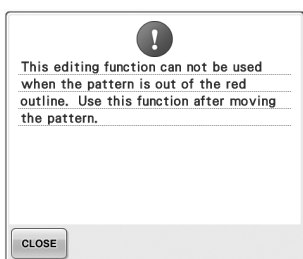 This editing function can not be used
when the pattern is out of the red
outline. Use this function after moving
the pattern.
CLOSE